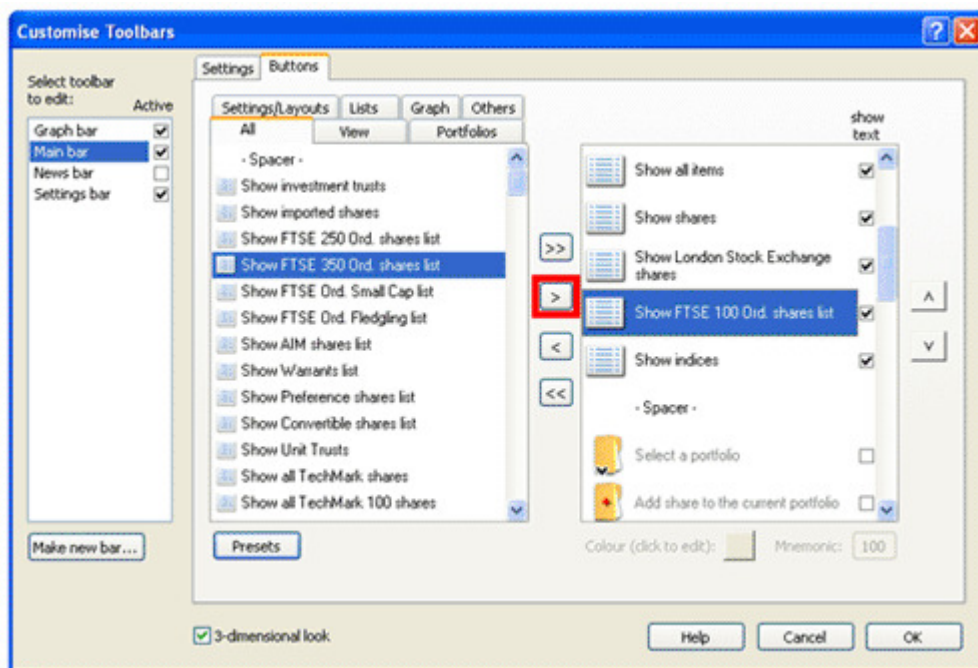 Customise Toolbars
Select toolbar
to edit:
Active
Graph bar
Main bar
News bar
Settings bar
Make new bar...
Settings
Buttons
Settings/Layouts
Lists
Graph
Others
All
View
Portfolios
- Spacer -
Show investment trusts
Show imported shares
Show FTSE 250 Ord. shares list
Show FTSE 350 Ord. shares list
Show FTSE Ord. Small Cap list
Show FTSE Ord. Fledgling list
Show AIM shares list
Show Warrants list
Show Preference shares list
Show Convertible shares list
Show Unit Trusts
Show all TechMark shares
Show all TechMark 100 shares
Presets
>>
>
<
<<
show
text
Show all items
Show shares
Show London Stock Exchange
shares
Show FTSE 100 Ord. shares list
Show indices
- Spacer -
Select a portfolio
Add share to the current portfolio
Colour (click to edit):
Mnemonic:
100
3-dimensional look
Help
Cancel
OK